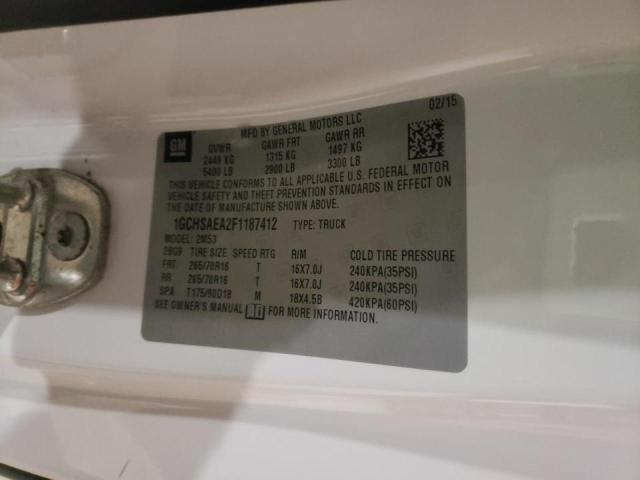 02/15
GM MFD BY GENERAL MOTORS LLC
GVWR GAWR FRT GAWR RR
2449 KG 1315 KG 1497 KG
5400 LB 2900 LB 3300 LB
THIS VEHICLE CONFORMS TO ALL APPLICABLE U.S. FEDERAL MOTOR
VEHICLE SAFETY AND THEFT PREVENTION STANDARDS IN EFFECT ON
THE DATE OF MANUFACTURE SHOWN ABOVE.
1GCHSAEA2F1187412 TYPE: TRUCK
MODEL: 2M53
TIRE SIZE SPEED RTG RIM COLD TIRE PRESSURE
FRT 265/70R16 T 16X7.0J 240KPA(35PSI)
RR 265/70R16 T 16X7.0J 240KPA(35PSI)
SPA T175/90D18 M 18X4.5B 420KPA(60PSI)
SEE OWNER'S MANUAL FOR MORE INFORMATION.